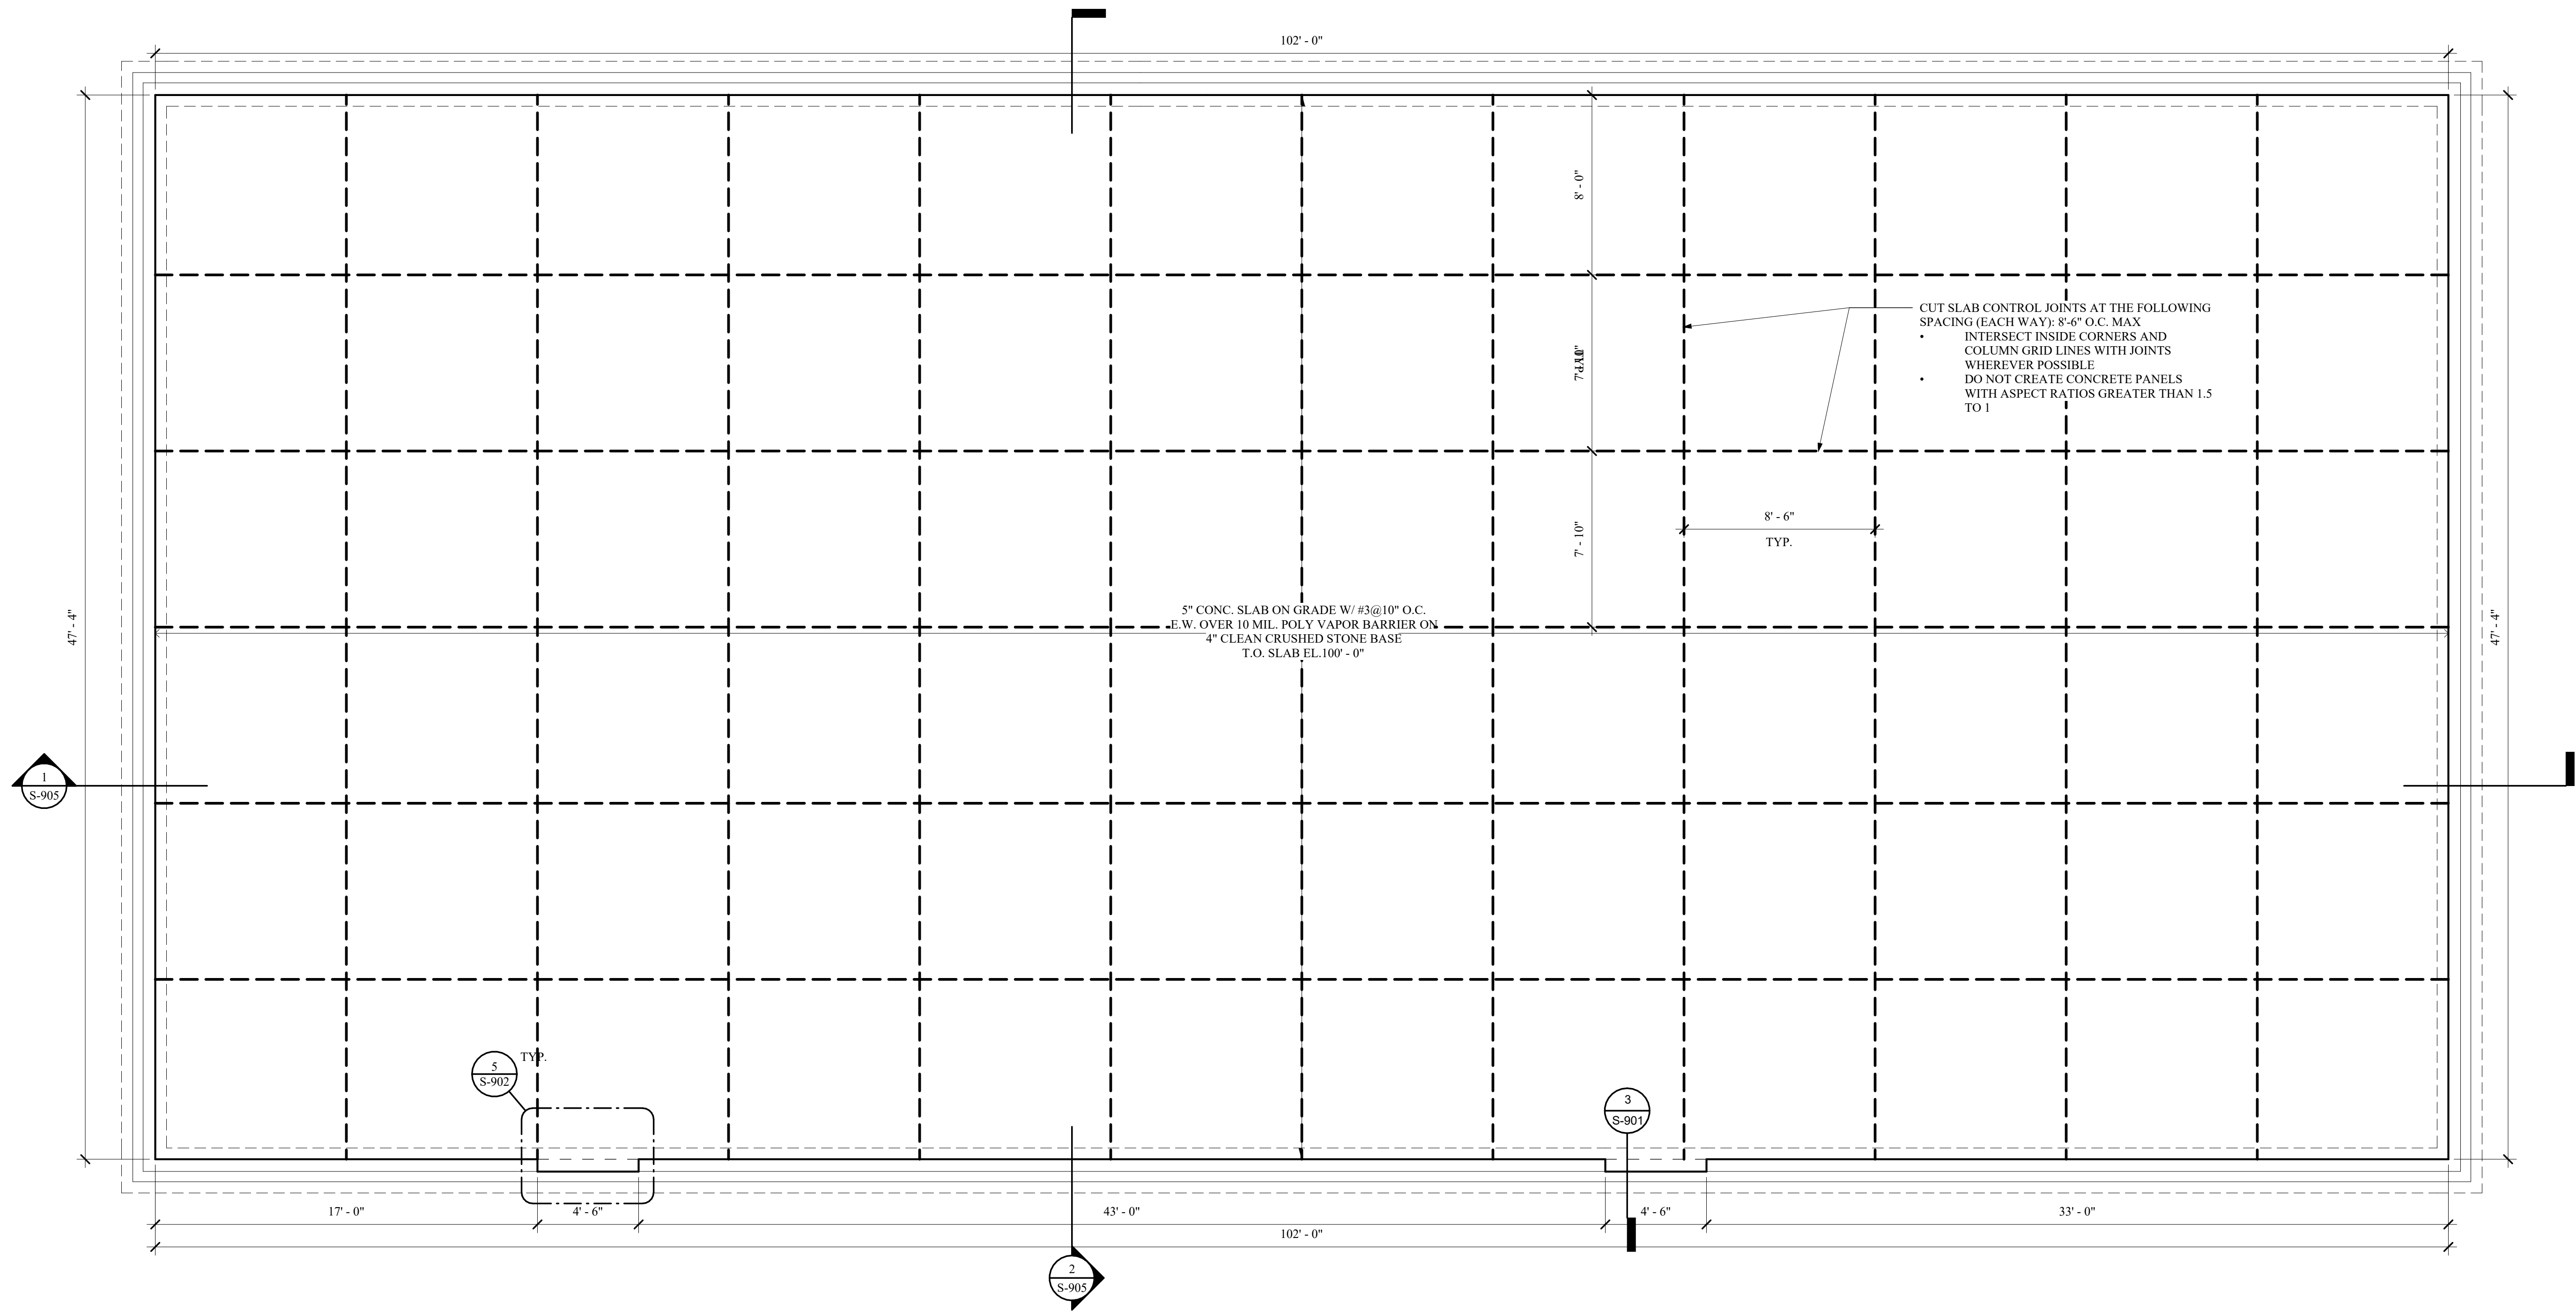 102' - 0"
8' - 0"
CUT SLAB CONTROL JOINTS AT THE FOLLOWING
SPACING (EACH WAY): 8'-6" O.C. MAX
• INTERSECT INSIDE CORNERS AND
COLUMN GRID LINES WITH JOINTS
WHEREVER POSSIBLE
• DO NOT CREATE CONCRETE PANELS
WITH ASPECT RATIOS GREATER THAN 1.5
TO 1
7' - 10"
TYP.
8' - 6"
TYP.
7' - 10"
47' - 4"
5" CONC. SLAB ON GRADE W/ #3@10" O.C.
E.W. OVER 10 MIL. POLY VAPOR BARRIER ON
4" CLEAN CRUSHED STONE BASE
T.O. SLAB EL.100' - 0"
47' - 4"
1
S-905
TYP.
5
S-902
3
S-901
17' - 0"
4' - 6"
43' - 0"
4' - 6"
33' - 0"
102' - 0"
2
S-905